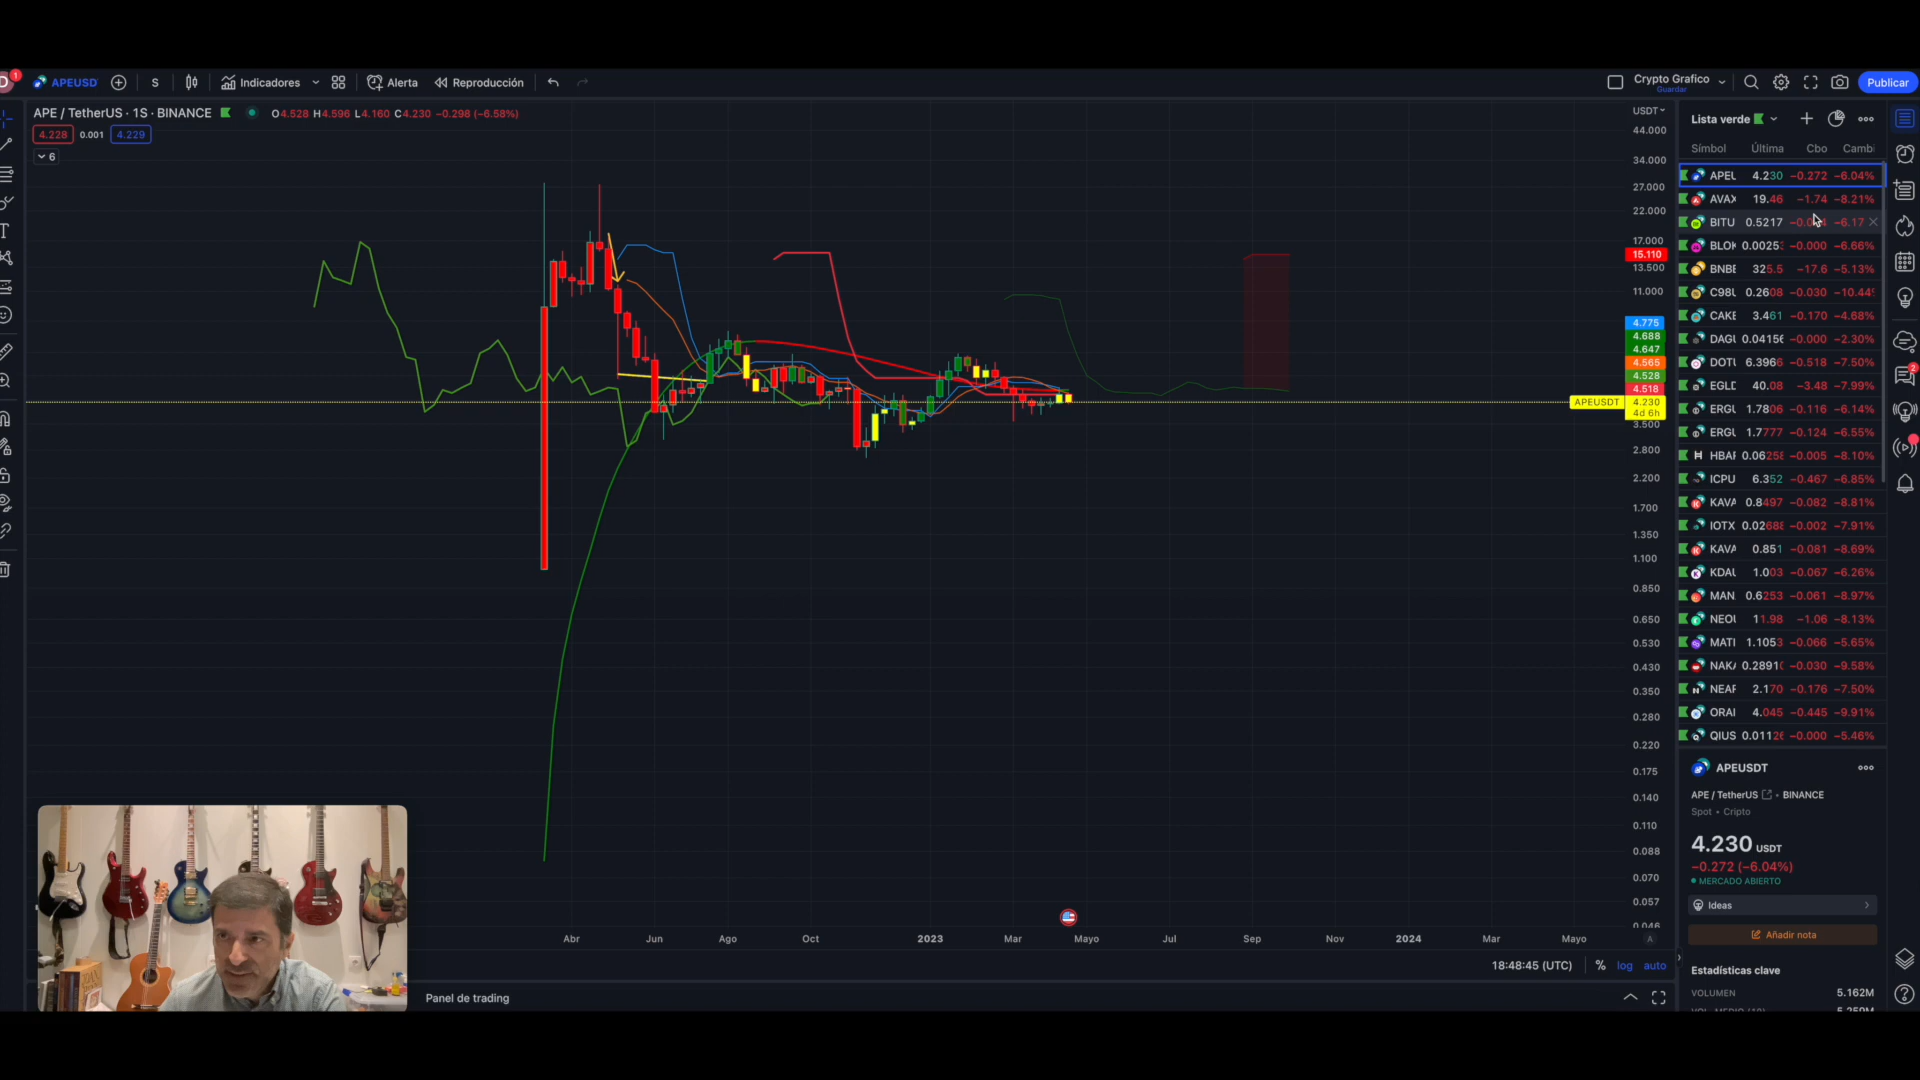 1
APEUSD
S
Indicadores
Alerta
Reproducción
Crypto Grafico
Guardar
Publicar
APE / TetherUS · 1S · BINANCE
O4.528 H4.596 L4.160 C4.230 −0.298 (−6.58%)
4.228 0.001 4.229
6
USDT
44.000
34.000
27.000
22.000
17.000
15.110
13.500
11.000
4.775
4.688
4.647
4.565
4.528
4.518
APEUSDT 4.230
4d 6h
3.500
2.800
2.200
1.700
1.350
1.100
0.850
0.650
0.530
0.430
0.350
0.280
0.220
0.175
0.140
0.110
0.088
0.070
0.057
0.046
Abr Jun Ago Oct 2023 Mar Mayo Jul Sep Nov 2024 Mar Mayo A
18:48:45 (UTC) % log auto
Panel de trading
Lista verde
Símbol Última Cbo Cambi
APEU 4.230 −0.272 −6.04%
AVAX 19.46 −1.74 −8.21%
BITU 0.5217 −6.17
BLOK 0.00253 −0.000 −6.66%
BNBE 325.5 −17.6 −5.13%
C98U 0.2608 −0.030 −10.44
CAKE 3.461 −0.170 −4.68%
DAGU 0.04156 −0.000 −2.30%
DOTU 6.3966 −0.518 −7.50%
EGLD 40.08 −3.48 −7.99%
ERGU 1.7806 −0.116 −6.14%
ERGU 1.7777 −0.124 −6.55%
HBAR 0.06258 −0.005 −8.10%
ICPU 6.352 −0.467 −6.85%
KAVA 0.8497 −0.082 −8.81%
IOTX 0.02688 −0.002 −7.91%
KAVA 0.851 −0.081 −8.69%
KDAU 1.003 −0.067 −6.26%
MAN 0.6253 −0.061 −8.97%
NEOU 11.98 −1.06 −8.13%
MATI 1.1053 −0.066 −5.65%
NAKA 0.28910 −0.030 −9.58%
NEAR 2.170 −0.176 −7.50%
ORAI 4.045 −0.445 −9.91%
QIUS 0.01126 −0.000 −5.46%
APEUSDT
APE / TetherUS · BINANCE
Spot · Cripto
4.230 USDT
−0.272 (−6.04%)
MERCADO ABIERTO
Ideas
Añadir nota
Estadísticas clave
VOLUMEN 5.162M
2